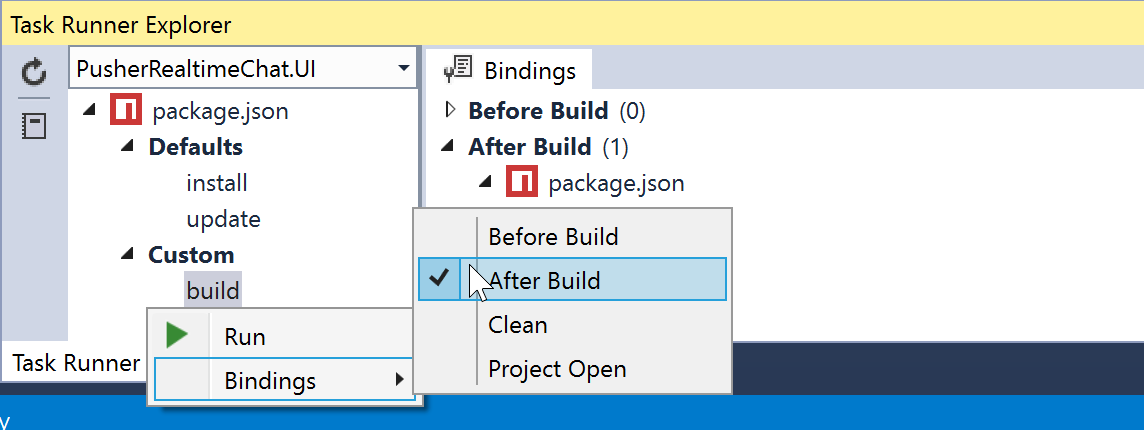 Task Runner Explorer
PusherRealtimeChat.UI
package.json
Defaults
install
update
Custom
build
Run
Bindings
Task Runner
Bindings
Before Build (0)
After Build (1)
package.json
Before Build
After Build
Clean
Project Open
y